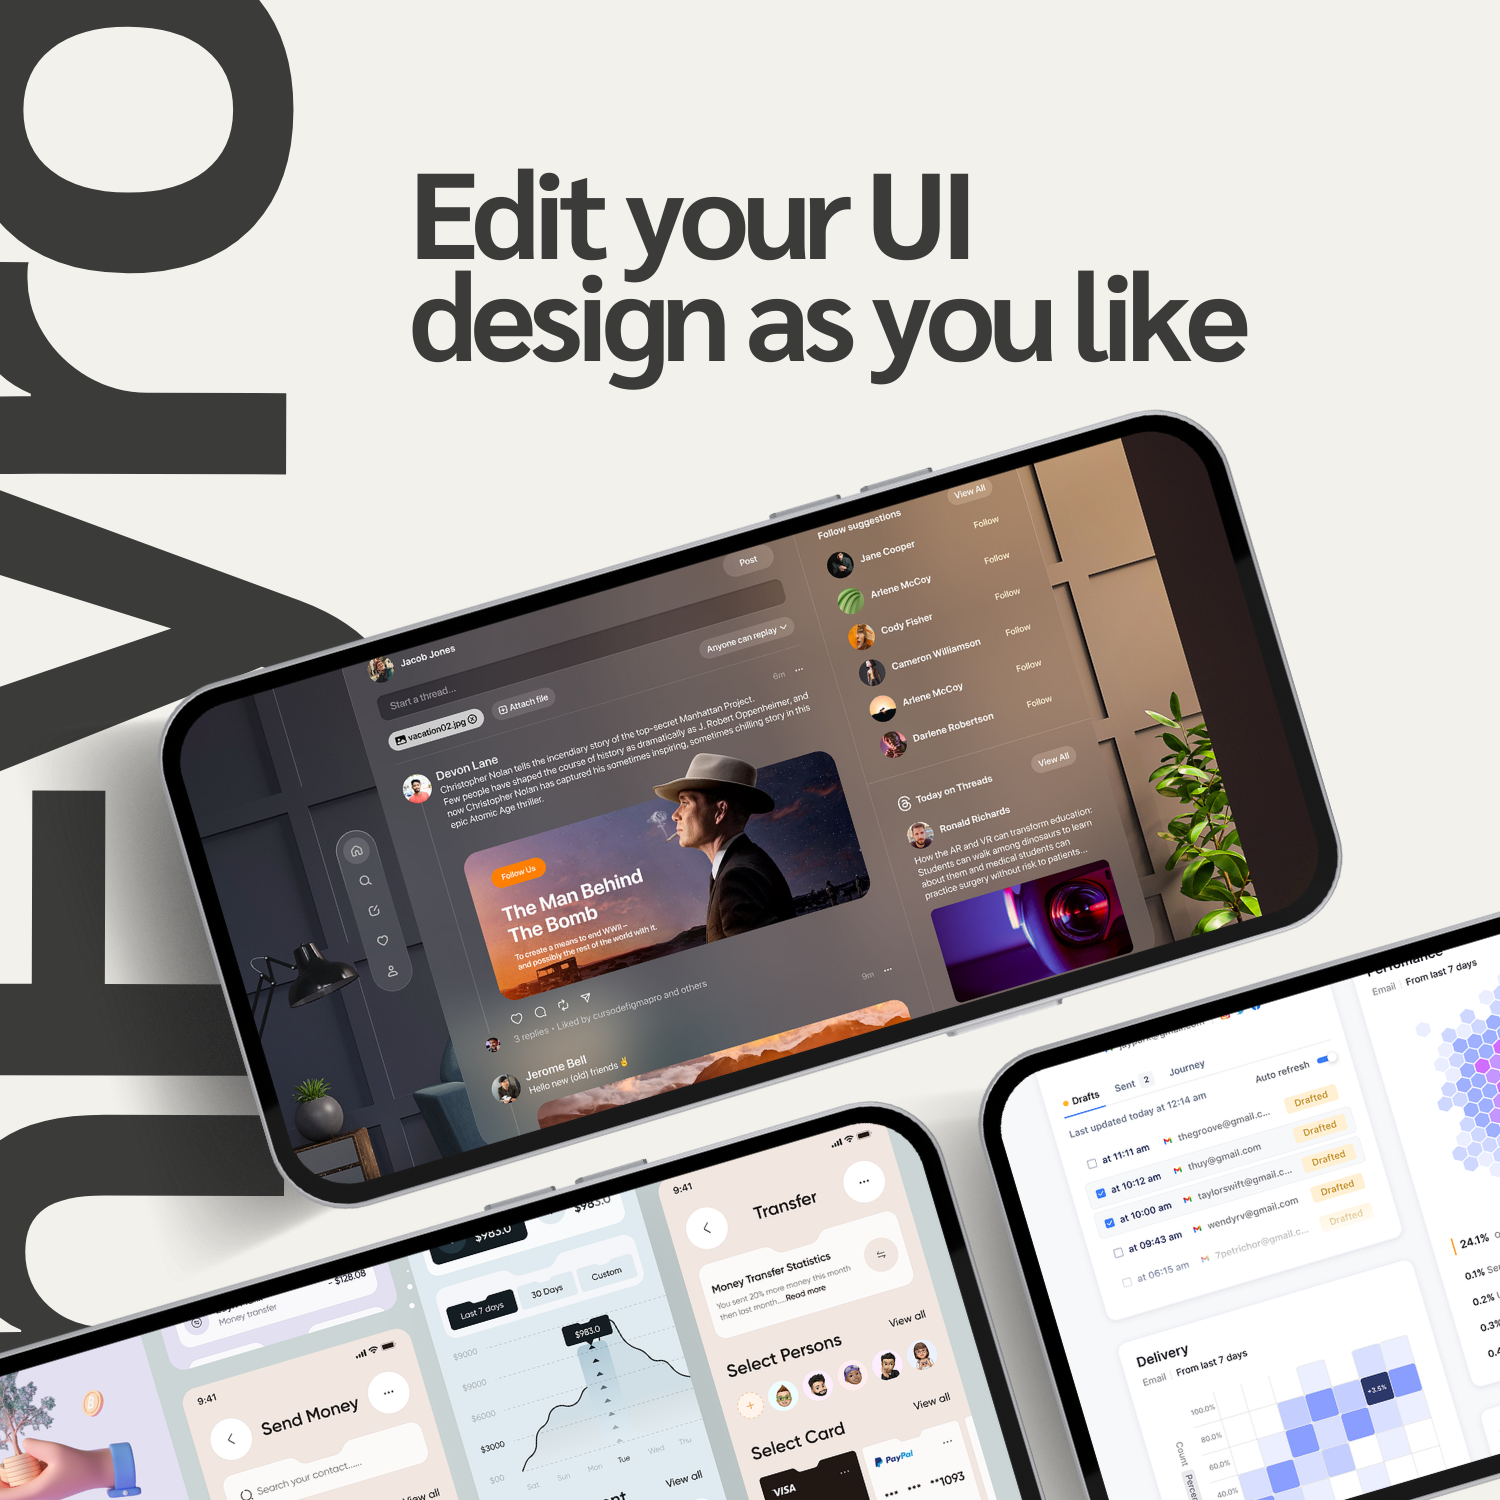 Edit your UI
design as you like
Jacob Jones
Post
Start a thread...
vacation02.jpg
Attach file
Anyone can replay
Devon Lane
6m
Christopher Nolan tells the incendiary story of the top-secret Manhattan Project.
Few people have shaped the course of history as dramatically as J. Robert Oppenheimer, and
now Christopher Nolan has captured his sometimes inspiring, sometimes chilling story in this
epic Atomic Age thriller.
Follow Us
The Man Behind
The Bomb
To create a means to end WWII –
and possibly the rest of the world with it.
3 replies • Liked by cursodefigmapro and others
9m
Jerome Bell
Hello new (old) friends ✌
Follow suggestions
View All
Jane Cooper
Follow
Arlene McCoy
Follow
Cody Fisher
Follow
Cameron Williamson
Follow
Arlene McCoy
Follow
Darlene Robertson
Follow
Today on Threads
View All
Ronald Richards
How the AR and VR can transform education:
Students can walk among dinosaurs to learn
about them and medical students can
practice surgery without risk to patients...
- $128.08
Money transfer
9:41
Send Money
Search your contact......
View all
$983.0
$983.0
Last 7 days
30 Days
Custom
$983.0
$9000
$9000
$6000
$3000
$00
Sat
Sun
Mon
Tue
Wed
Thu
View all
9:41
Transfer
Money Transfer Statistics
You sent 20% more money this month
then last month....Read more
Select Persons
View all
Select Card
View all
VISA
PayPal
**1093
Drafts
Sent 2
Journey
Last updated today at 12:14 am
Auto refresh
at 11:11 am
thegroove@gmail.c...
Drafted
at 10:12 am
thuy@gmail.com
Drafted
at 10:00 am
taylorswift@gmail.c...
Drafted
at 09:43 am
wendyrv@gmail.com
Drafted
at 06:15 am
7petrichor@gmail.c...
Drafted
Email
From last 7 days
24.1%
0.1%
0.2%
0.3%
Delivery
Email
From last 7 days
100.0%
80.0%
60.0%
40.0%
Count
+3.5%